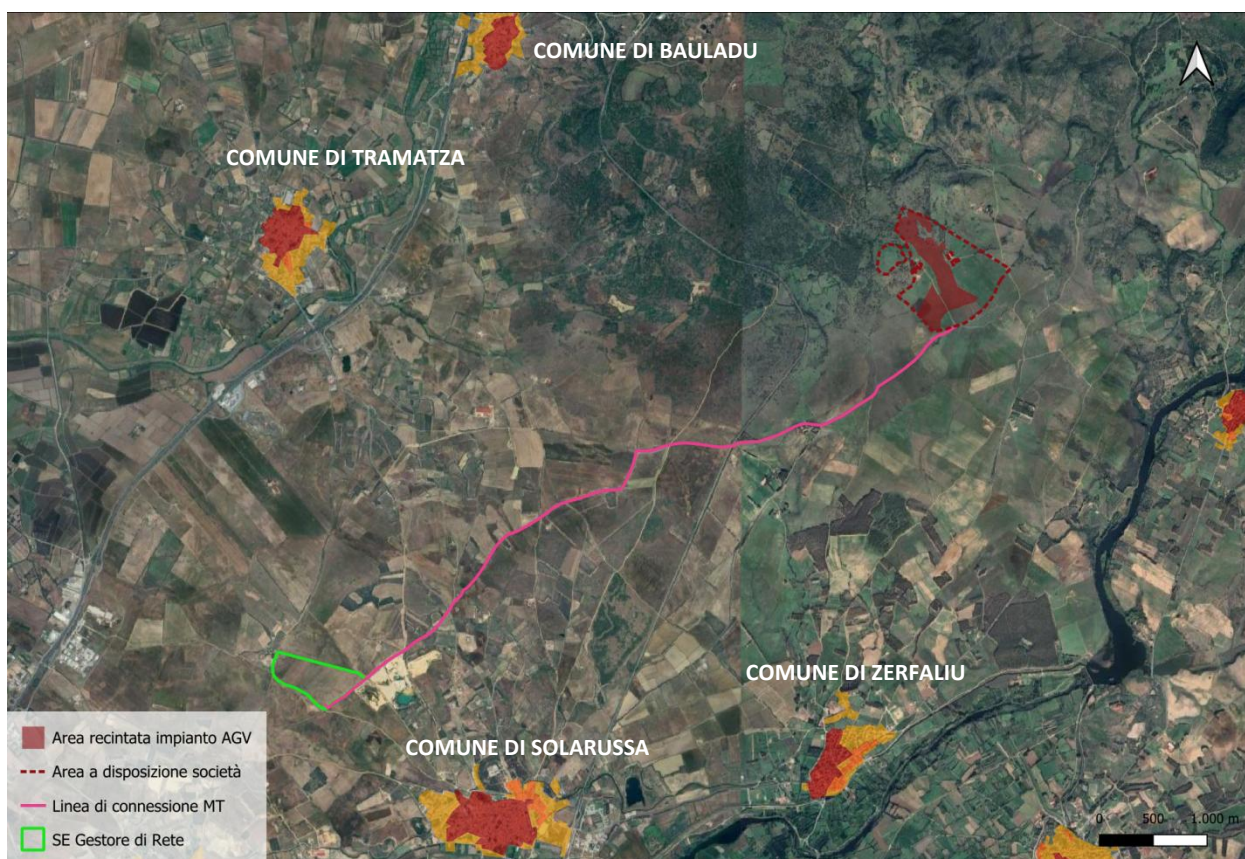 COMUNE DI BAULADU
COMUNE DI TRAMATZA
COMUNE DI ZERFALIU
COMUNE DI SOLARUSSA
Area recintata impianto AGV
Area a disposizione società
Linea di connessione MT
SE Gestore di Rete
0 500 1.000 m